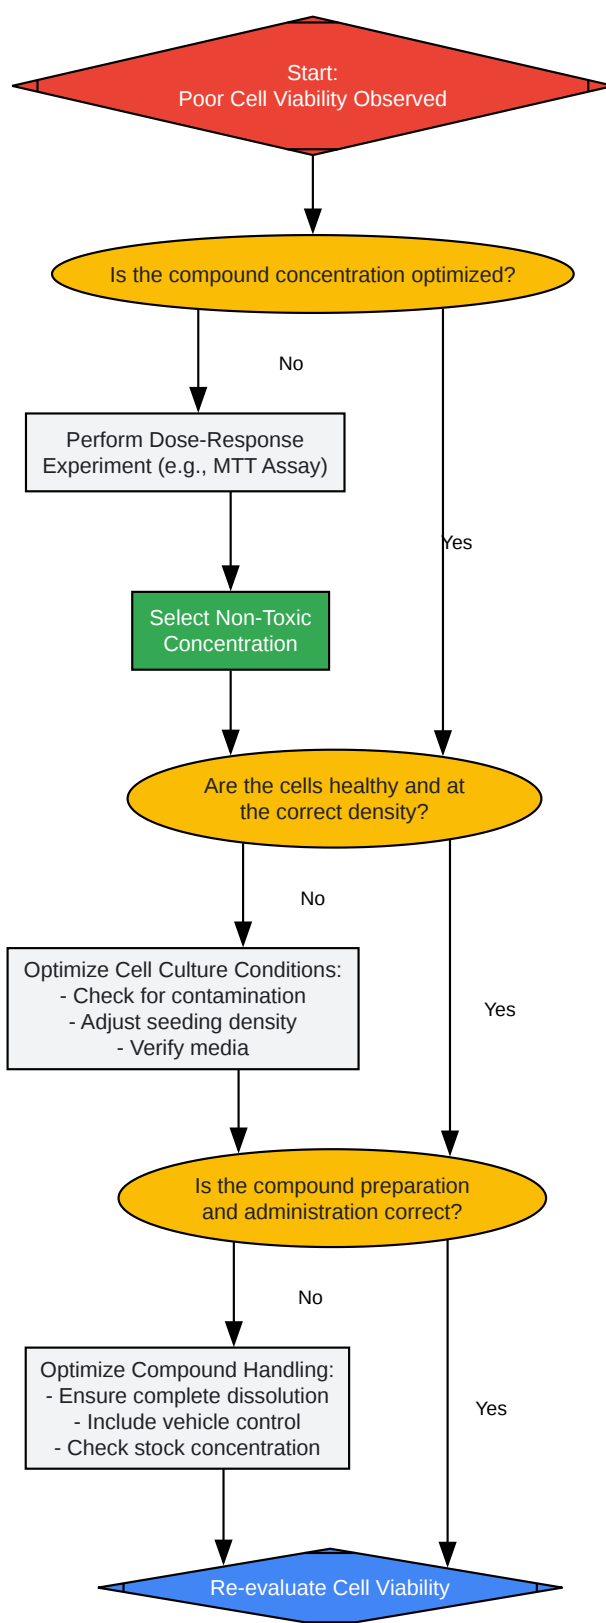 Start:
Poor Cell Viability Observed
Is the compound concentration optimized?
No
Perform Dose-Response
Experiment (e.g., MTT Assay)
Yes
Select Non-Toxic
Concentration
Are the cells healthy and at
the correct density?
No
Optimize Cell Culture Conditions:
- Check for contamination
- Adjust seeding density
- Verify media
Yes
Is the compound preparation
and administration correct?
No
Optimize Compound Handling:
- Ensure complete dissolution
- Include vehicle control
- Check stock concentration
Yes
Re-evaluate Cell Viability